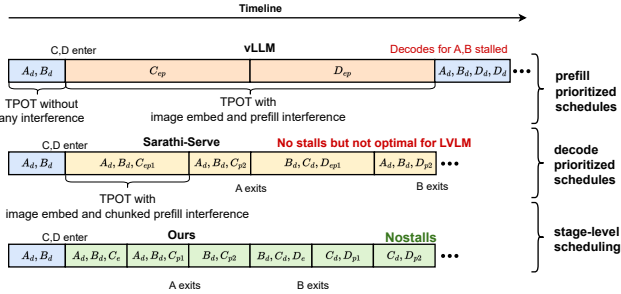 Timeline
C,D enter
vLLM
Decodes for A,B stalled
A_d, B_d
C_ep
D_ep
A_d, B_d, D_d, D_d
•••
prefill
prioritized
schedules
TPOT without
any interference
TPOT with
image embed and prefill interference
C,D enter
Sarathi-Serve
No stalls but not optimal for LVLM
A_d, B_d
A_d, B_d, C_ep1
A_d, B_d, C_p2
B_d, C_d, D_ep1
A_d, B_d, D_p2
•••
decode
prioritized
schedules
A exits
B exits
TPOT with
image embed and chunked prefill interference
C,D enter
Ours
Nostalls
A_d, B_d
A_d, B_d, C_e
A_d, B_d, C_p1
B_d, C_p2
B_d, C_d, D_e
C_d, D_p1
C_d, D_p2
•••
stage-level
scheduling
A exits
B exits